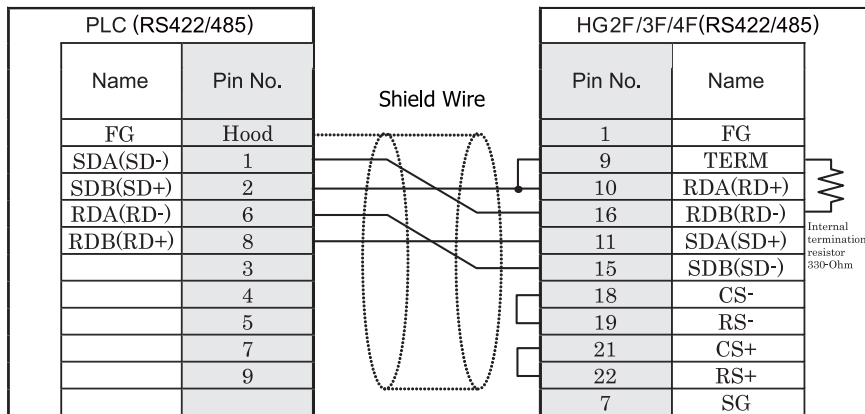 PLC (RS422/485)
HG2F/3F/4F(RS422/485)
Name Pin No.
Shield Wire
Pin No. Name
FG Hood 1 FG
SDA(SD-) 1 9 TERM
SDB(SD+) 2 10 RDA(RD+)
RDA(RD-) 6 16 RDB(RD-)
RDB(RD+) 8 11 SDA(SD+)
3 15 SDB(SD-)
4 18 CS-
5 19 RS-
7 21 CS+
9 22 RS+
7 SG
Internal
termination
resistor
330-Ohm